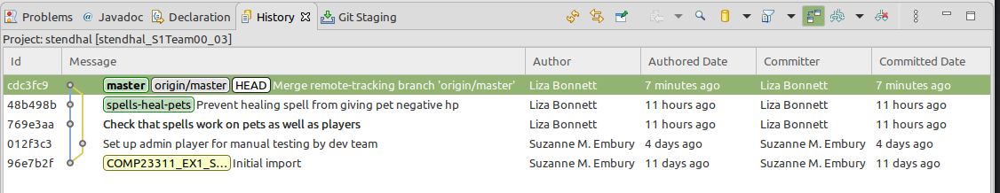 Problems @ Javadoc Declaration History Git Staging
Project: stendhal [stendhal_S1Team00_03]
Id Message Author Authored Date Committer Committed Date
cdc3fc9 master origin/master HEAD Merge remote-tracking branch 'origin/master' Liza Bonnett 7 minutes ago Liza Bonnett 7 minutes ago
48b498b spells-heal-pets Prevent healing spell from giving pet negative hp Liza Bonnett 11 hours ago Liza Bonnett 11 hours ago
769e3aa Check that spells work on pets as well as players Liza Bonnett 11 hours ago Liza Bonnett 11 hours ago
012f3c3 Set up admin player for manual testing by dev team Suzanne M. Embury 4 days ago Suzanne M. Embury 4 days ago
96e7b2f COMP23311_EX1_S... Initial import Suzanne M. Embury 11 days ago Suzanne M. Embury 11 days ago